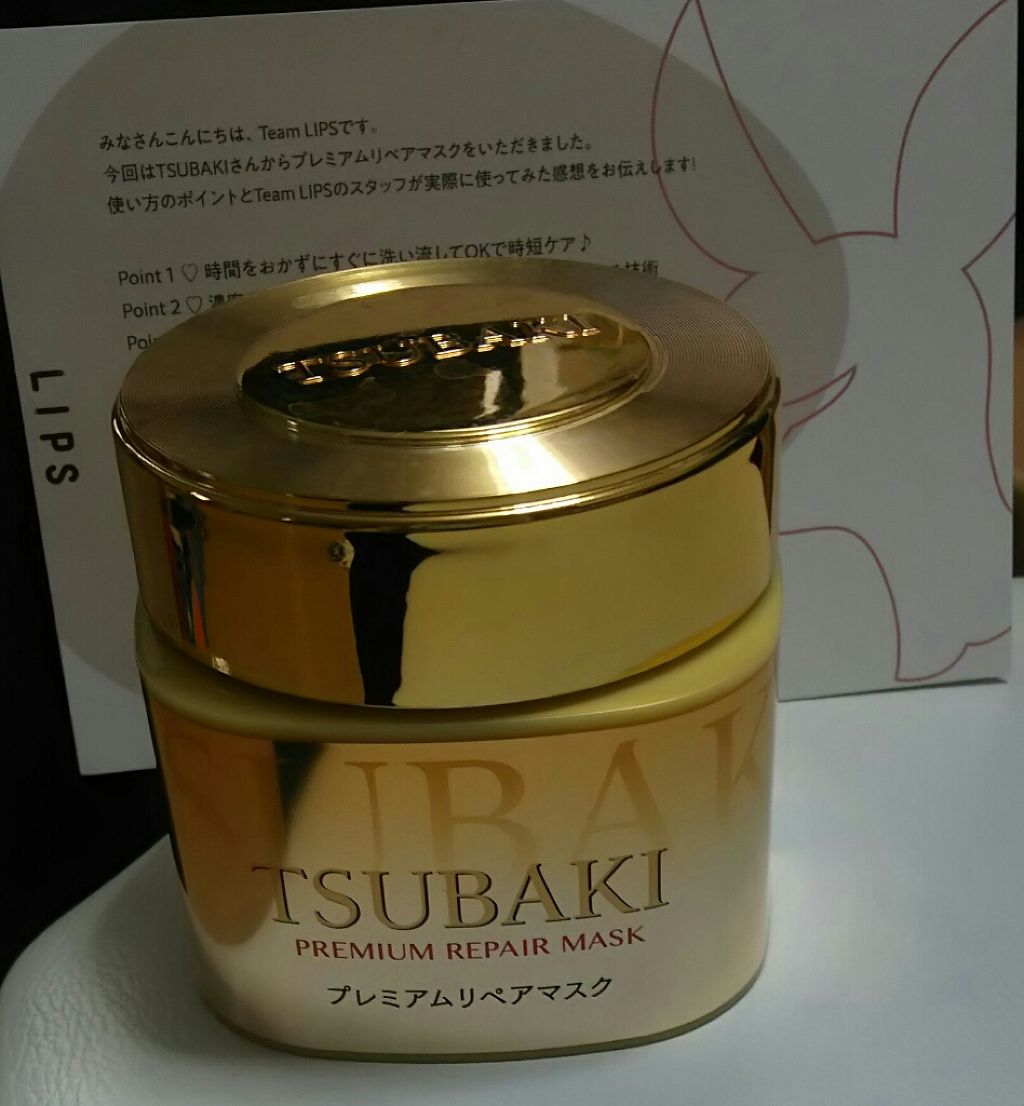 みなさんこんにちは、Team LIPSです。
今回はTSUBAKIさんからプレミアムリペアマスクをいただきました。
使い方のポイントとTeam LIPSのスタッフが実際に使ってみた感想をお伝えします!
Point 1 ♡ 時間をおかずにすぐに洗い流してOKで時短ケア♪
Point 2 ♡ 濃密
技術
LIPS
TSUBAKI
TSUBAKI
TSUBAKI
PREMIUM REPAIR MASK
プレミアムリペアマスク